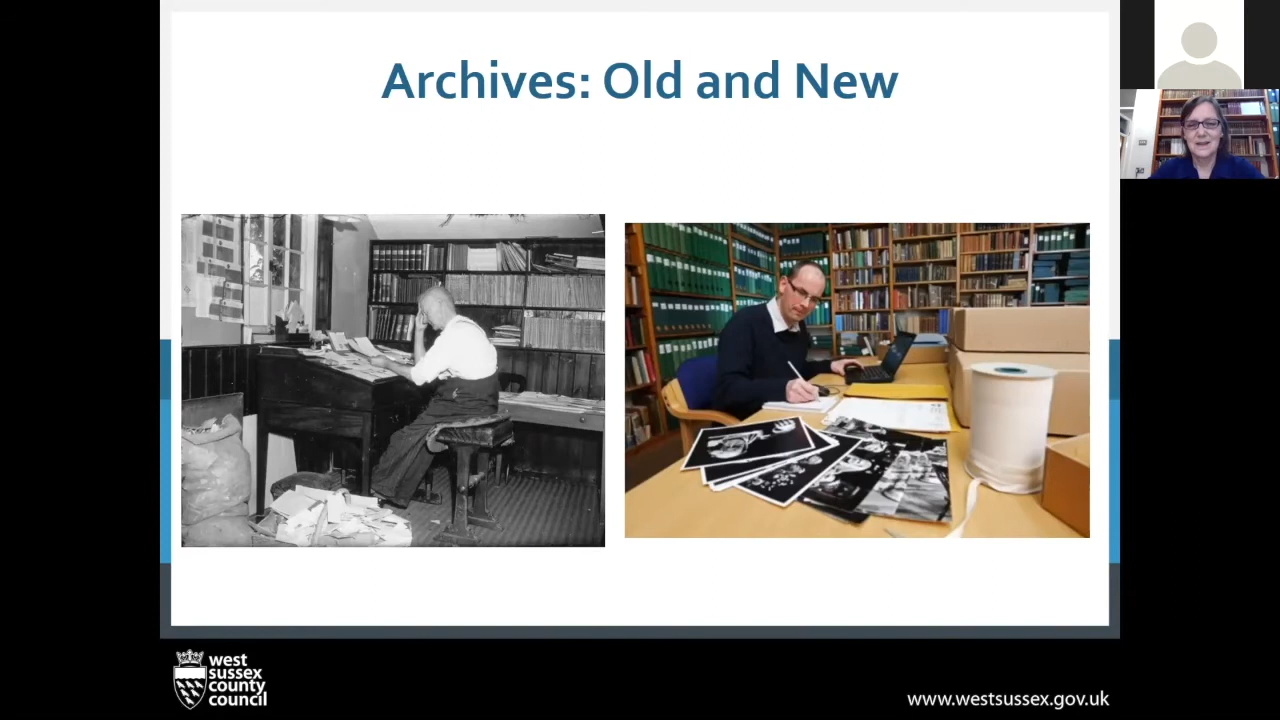 Archives: Old and New
west
sussex
county
council
www.westsussex.gov.uk